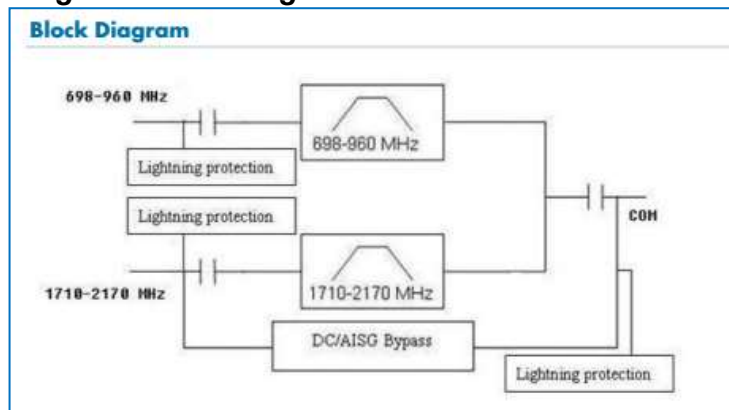 Block Diagram
698-960 MHz
698-960 MHz
Lightning protection
Lightning protection
COM
1710-2170 MHz
1710-2170 MHz
DC/AISG Bypass
Lightning protection